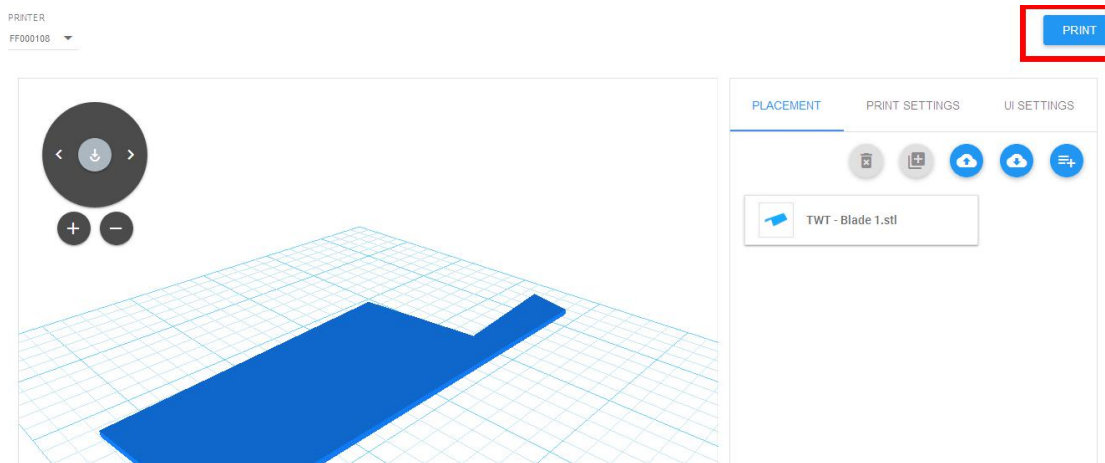 PRINTER
FF000108
PRINT
PLACEMENT
PRINT SETTINGS
UI SETTINGS
TWT - Blade 1.stl